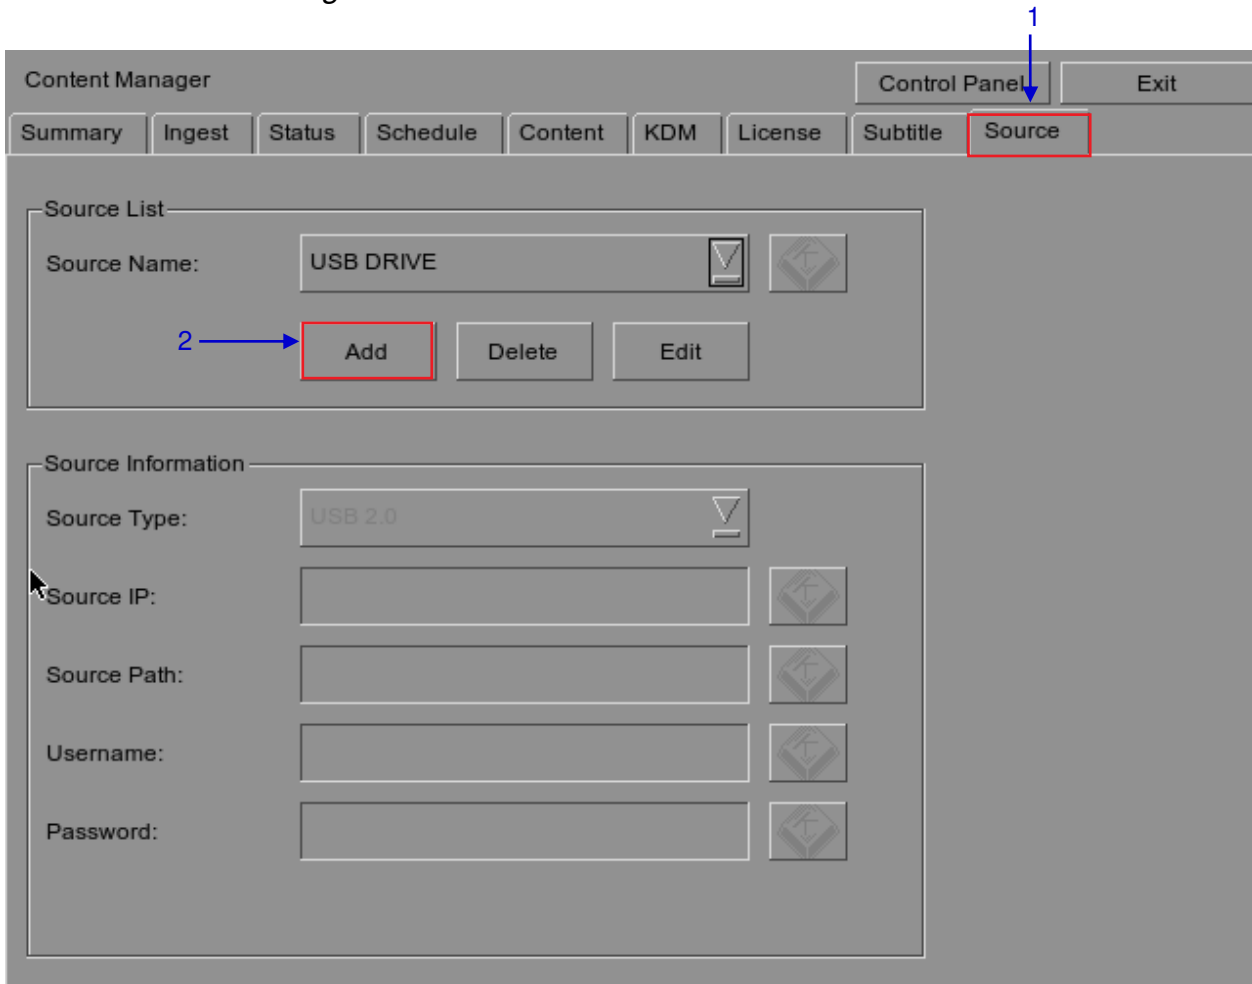 1
Content Manager Control Panel Exit
Summary Ingest Status Schedule Content KDM License Subtitle Source
Source List
Source Name: USB DRIVE
2 Add Delete Edit
Source Information
Source Type: USB 2.0
Source IP:
Source Path:
Username:
Password: